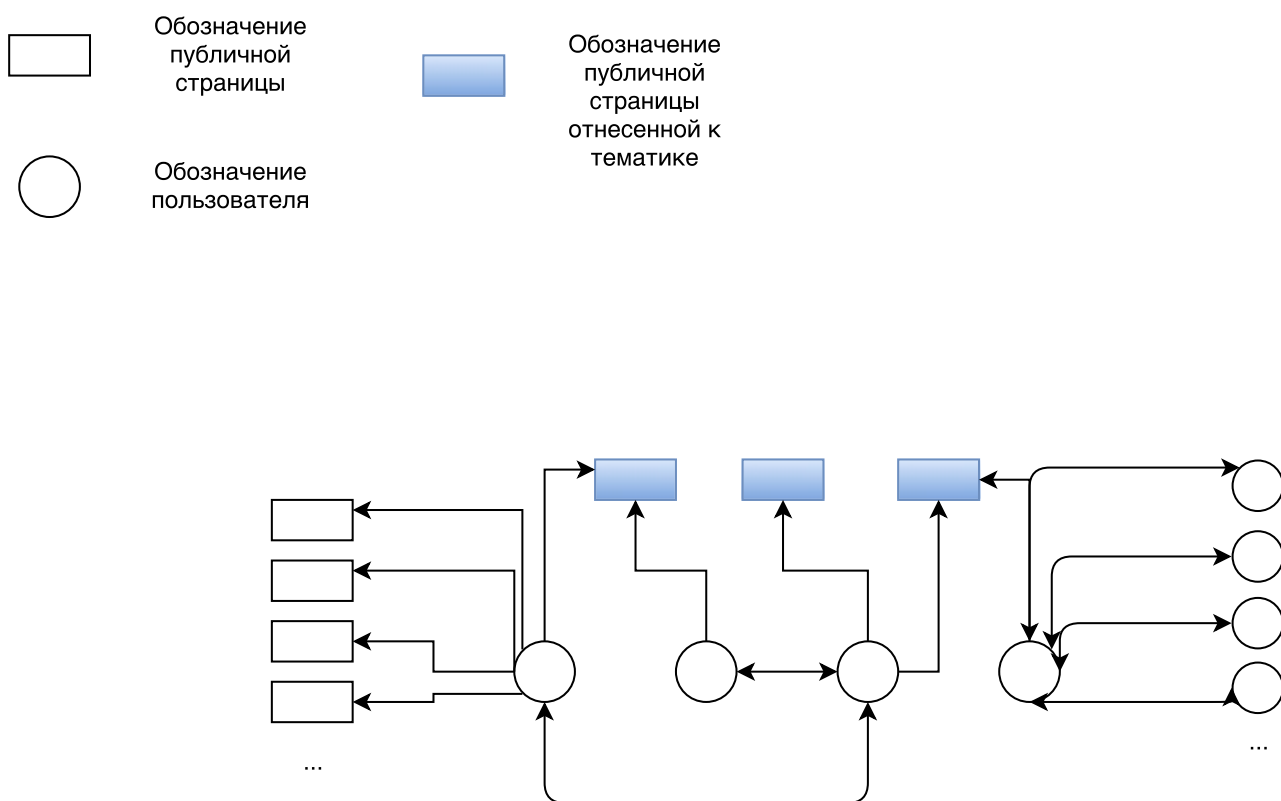 Обозначение
публичной
страницы
Обозначение
публичной
страницы
отнесенной к
тематике
Обозначение
пользователя
...
...